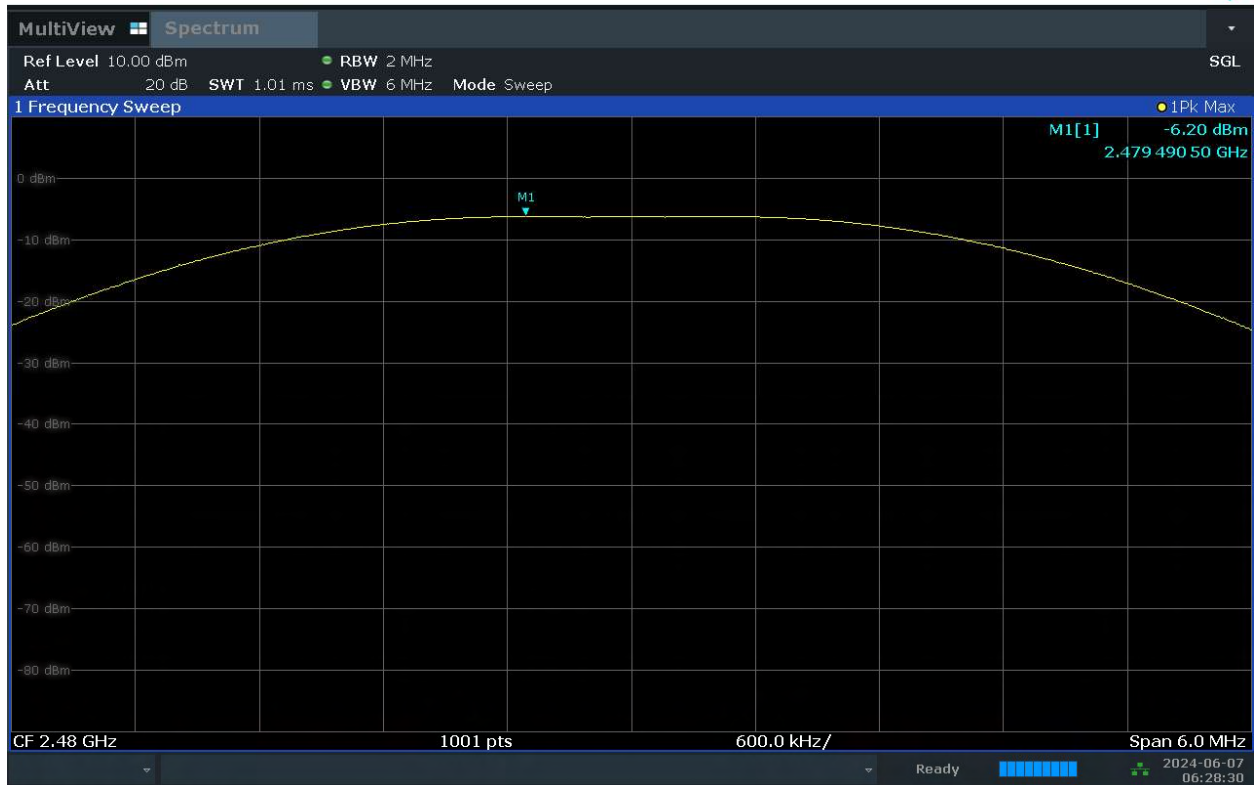 MultiView Spectrum
Ref Level 10.00 dBm RBW 2 MHz SGL
Att 20 dB SWT 1.01 ms VBW 6 MHz Mode Sweep
1 Frequency Sweep 1Pk Max
M1[1] -6.20 dBm
2.479 490 50 GHz
0 dBm
M1
-10 dBm
-20 dBm
-30 dBm
-40 dBm
-50 dBm
-60 dBm
-70 dBm
-80 dBm
CF 2.48 GHz 1001 pts 600.0 kHz/ Span 6.0 MHz
Ready 2024-06-07
06:28:30